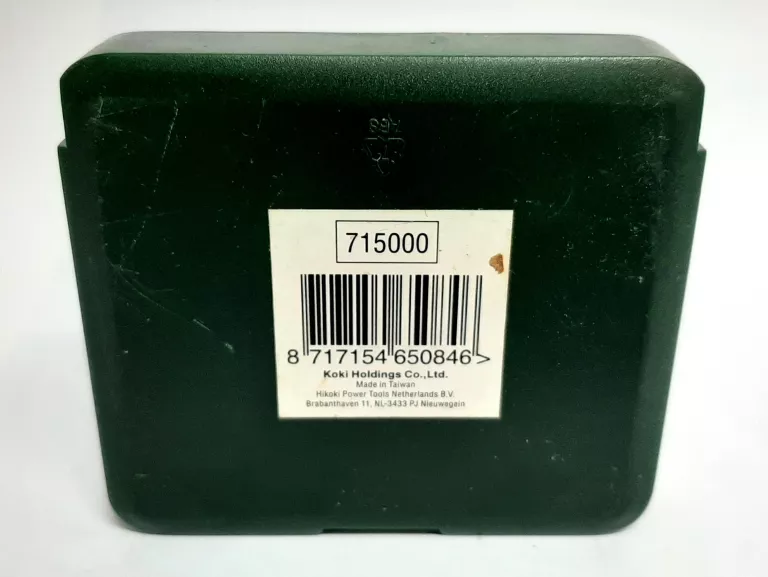 715000
8 717154 650846 >
Koki Holdings Co.,Ltd.
Made in Taiwan
Hikoki Power Tools Netherlands B.V.
Brabanthaven 11, NL-3433 PJ Nieuwegein